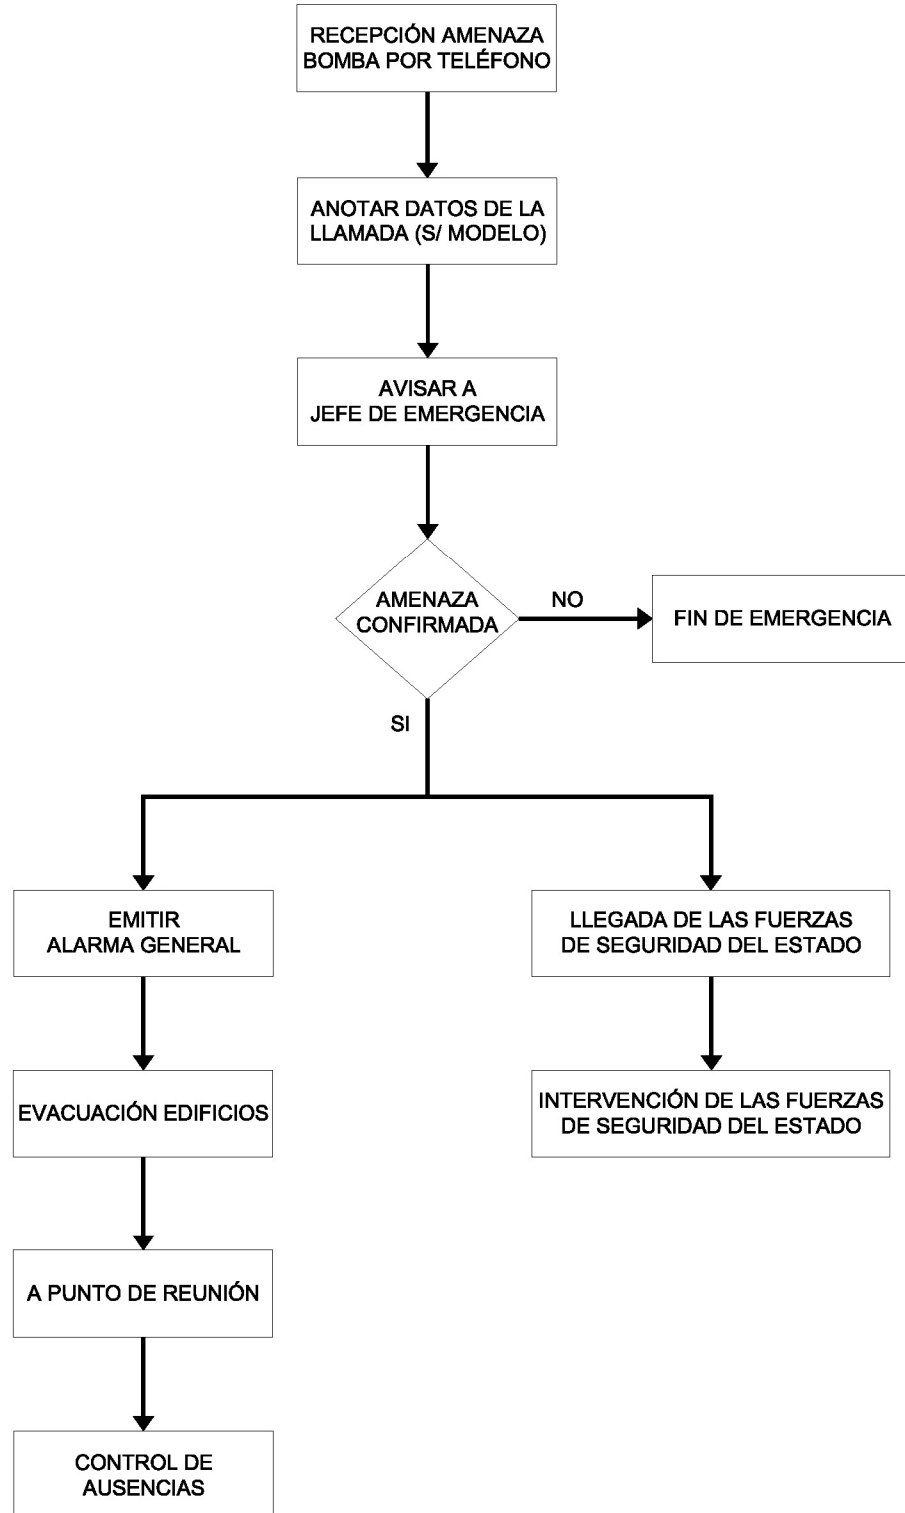 RECEPCIÓN AMENAZA
BOMBA POR TELÉFONO
ANOTAR DATOS DE LA
LLAMADA (S/ MODELO)
AVISAR A
JEFE DE EMERGENCIA
AMENAZA
CONFIRMADA
NO
FIN DE EMERGENCIA
SI
EMITIR
ALARMA GENERAL
LLEGADA DE LAS FUERZAS
DE SEGURIDAD DEL ESTADO
EVACUACIÓN EDIFICIOS
INTERVENCIÓN DE LAS FUERZAS
DE SEGURIDAD DEL ESTADO
A PUNTO DE REUNIÓN
CONTROL DE
AUSENCIAS